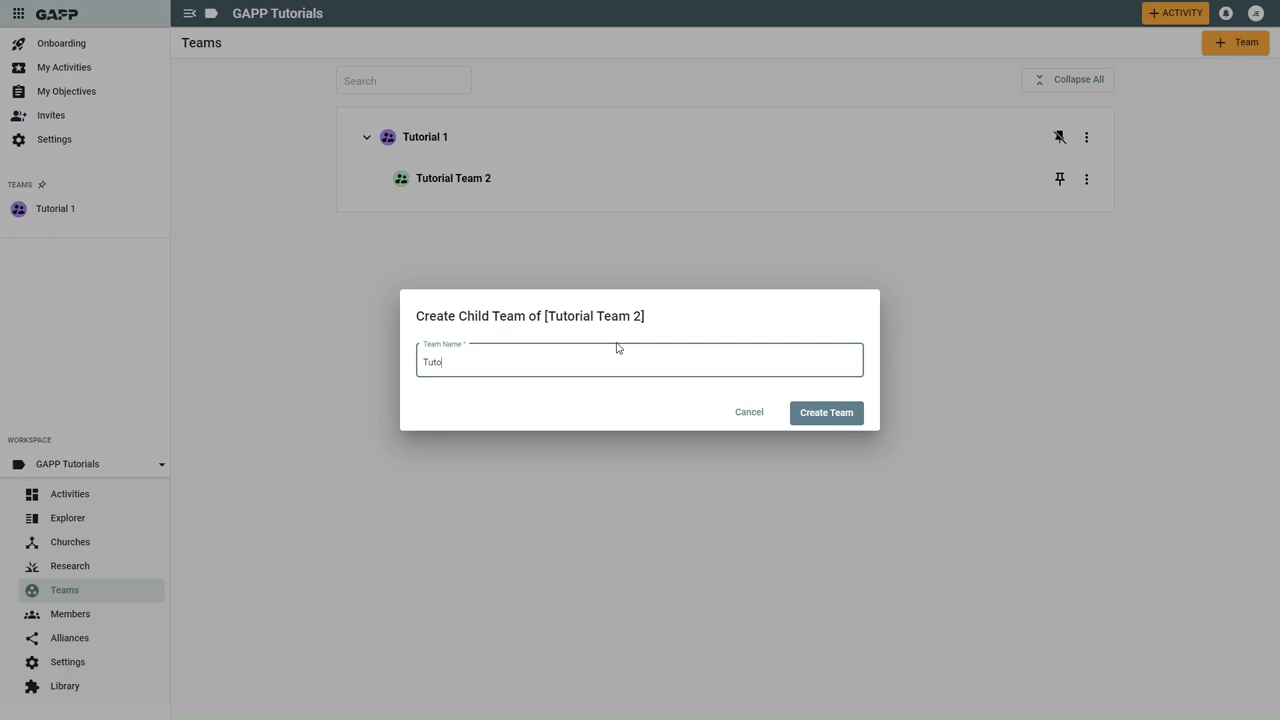 GAPP
GAPP Tutorials
+ ACTIVITY
JE
Onboarding
My Activities
My Objectives
Invites
Settings
TEAMS
Tutorial 1
Teams
+ Team
Search
Collapse All
Tutorial 1
Tutorial Team 2
Create Child Team of [Tutorial Team 2]
Team Name *
Tuto
Cancel
Create Team
WORKSPACE
GAPP Tutorials
Activities
Explorer
Churches
Research
Teams
Members
Alliances
Settings
Library